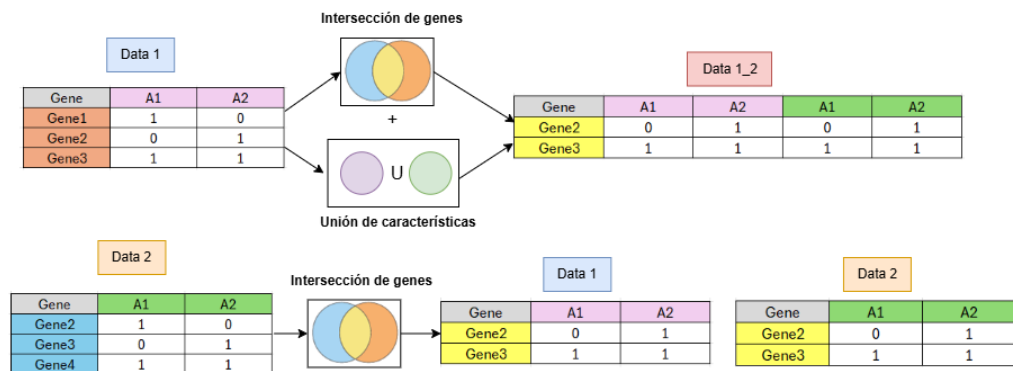 Intersección de genes
Data 1
Data 1_2
Gene A1 A2
Gene1 1 0
Gene2 0 1
Gene3 1 1
+
U
Unión de características
Gene A1 A2 A1 A2
Gene2 0 1 0 1
Gene3 1 1 1 1
Data 2
Gene A1 A2
Gene2 1 0
Gene3 0 1
Gene4 1 1
Intersección de genes
Data 1
Gene A1 A2
Gene2 0 1
Gene3 1 1
Data 2
Gene A1 A2
Gene2 0 1
Gene3 1 1